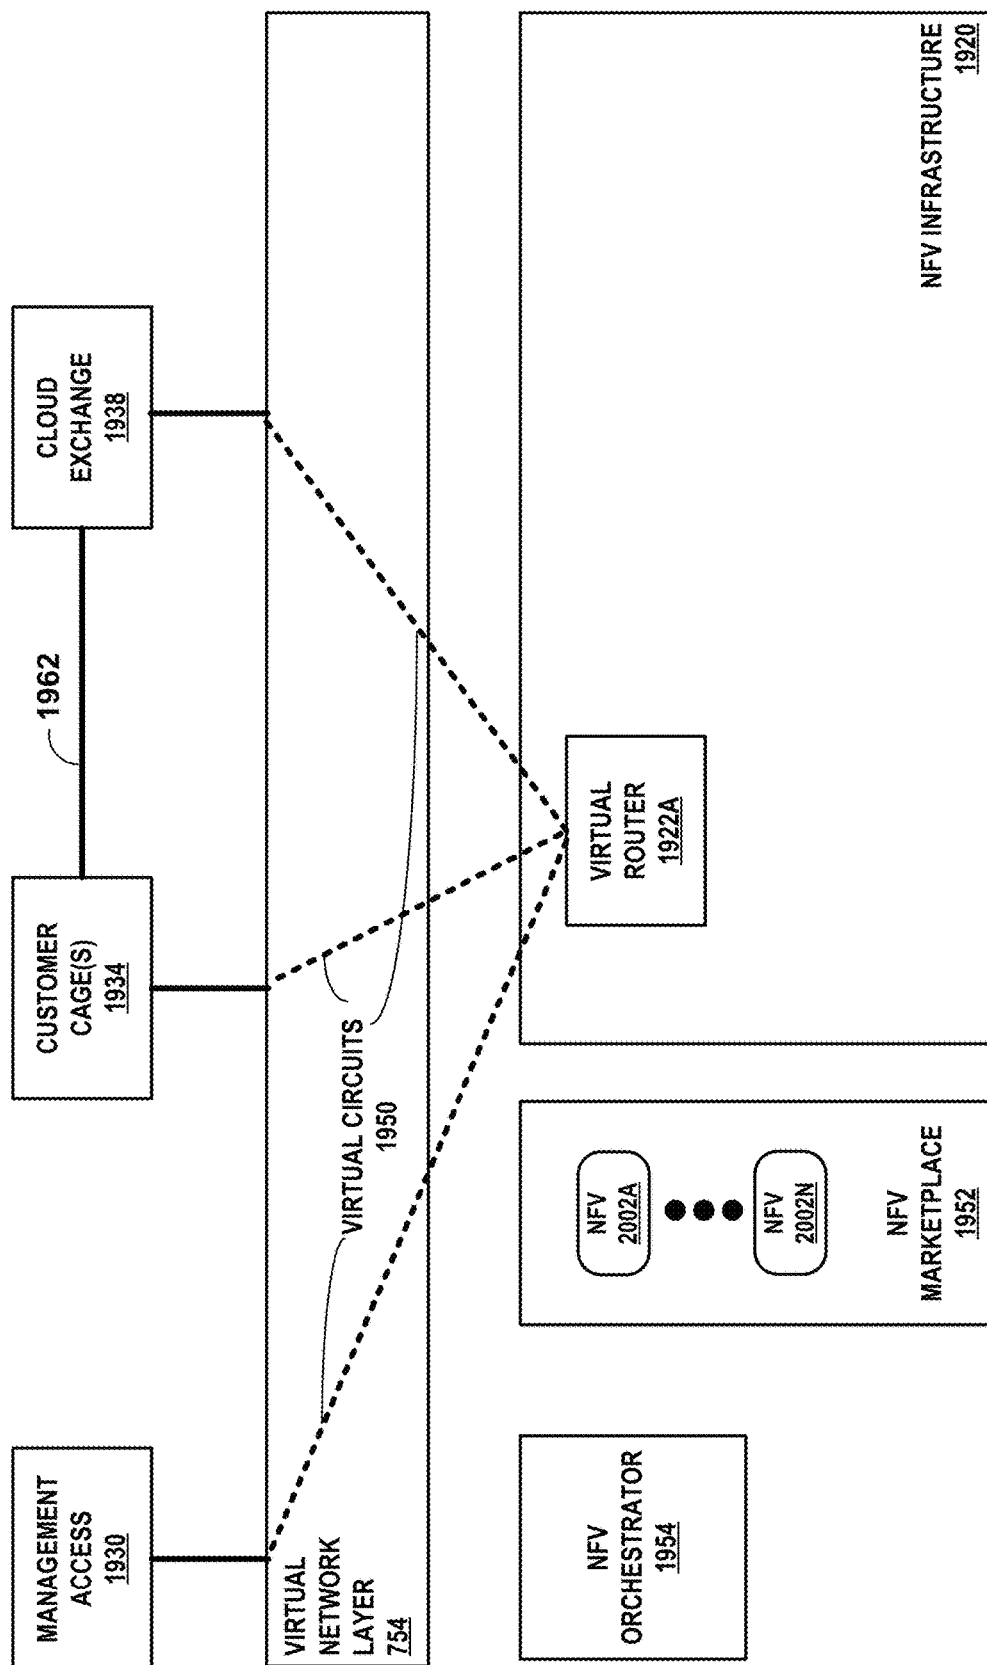 MANAGEMENT
ACCESS
1930
CUSTOMER
CAGE(S)
1934
1962
CLOUD
EXCHANGE
1938
VIRTUAL
NETWORK
LAYER
754
VIRTUAL CIRCUITS
1950
NFV
ORCHESTRATOR
1954
NFV
2002A
NFV
2002N
NFV
MARKETPLACE
1952
VIRTUAL
ROUTER
1922A
NFV INFRASTRUCTURE
1920